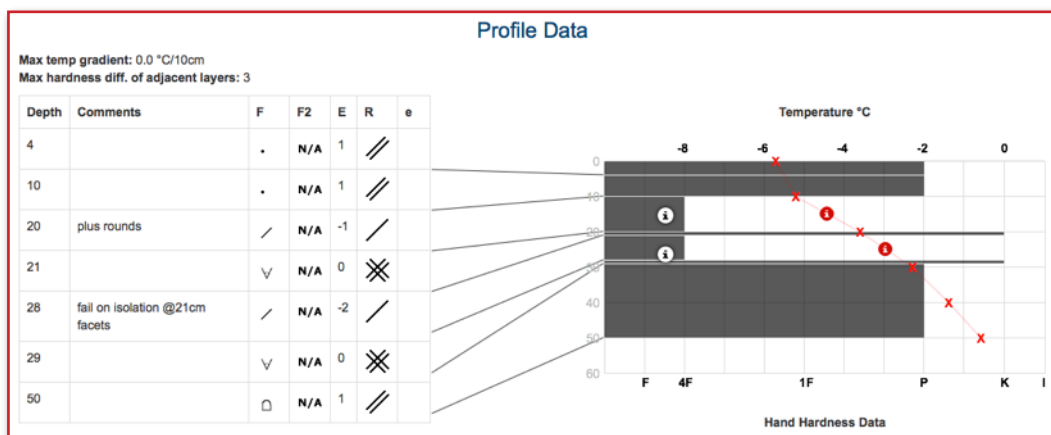 Profile Data
Max temp gradient: 0.0 °C/10cm
Max hardness diff. of adjacent layers: 3
Depth Comments F F2 E R e
4 N/A 1
10 N/A 1
20 plus rounds N/A -1
21 N/A 0
28 fail on isolation @21cm facets N/A -2
29 N/A 0
50 N/A 1
Temperature °C
-8 -6 -4 -2 0
0
10
20
30
40
50
60
F 4F 1F P K I
Hand Hardness Data